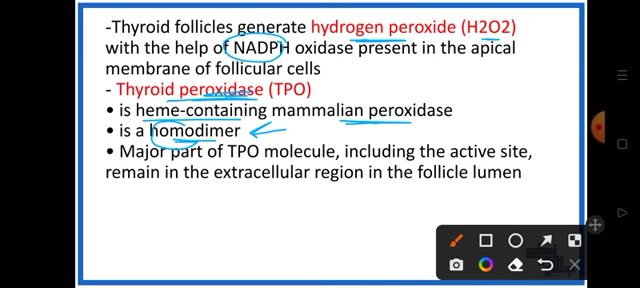 -Thyroid follicles generate hydrogen peroxide (H2O2)
with the help of NADPH oxidase present in the apical
membrane of follicular cells
- Thyroid peroxidase (TPO)
• is heme-containing mammalian peroxidase
• is a homodimer
• Major part of TPO molecule, including the active site,
remain in the extracellular region in the follicle lumen